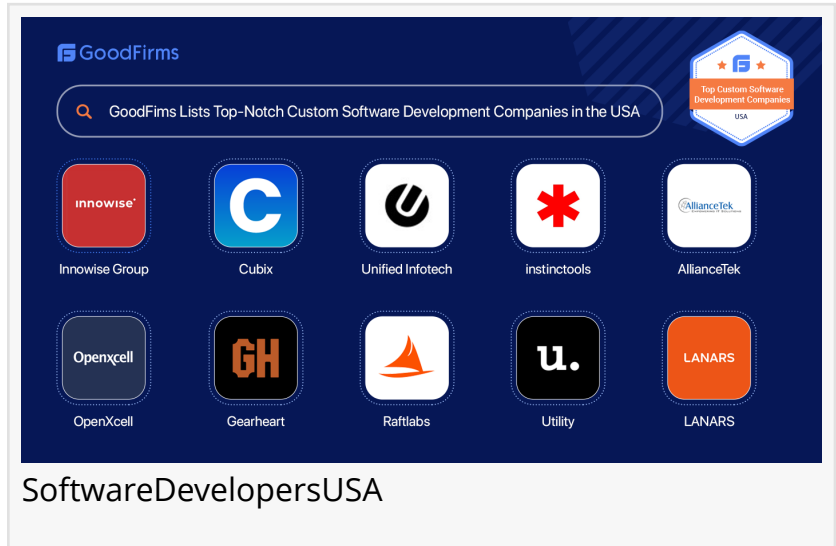 GoodFirms
Top Custom Software
Development Companies
USA
GoodFims Lists Top-Notch Custom Software Development Companies in the USA
ınnowıse
C
AllianceTek
Innowise Group
Cubix
Unified Infotech
instinctools
AllianceTek
Openxcell
GH
u.
LANARS
OpenXcell
Gearheart
Raftlabs
Utility
LANARS
SoftwareDevelopersUSA